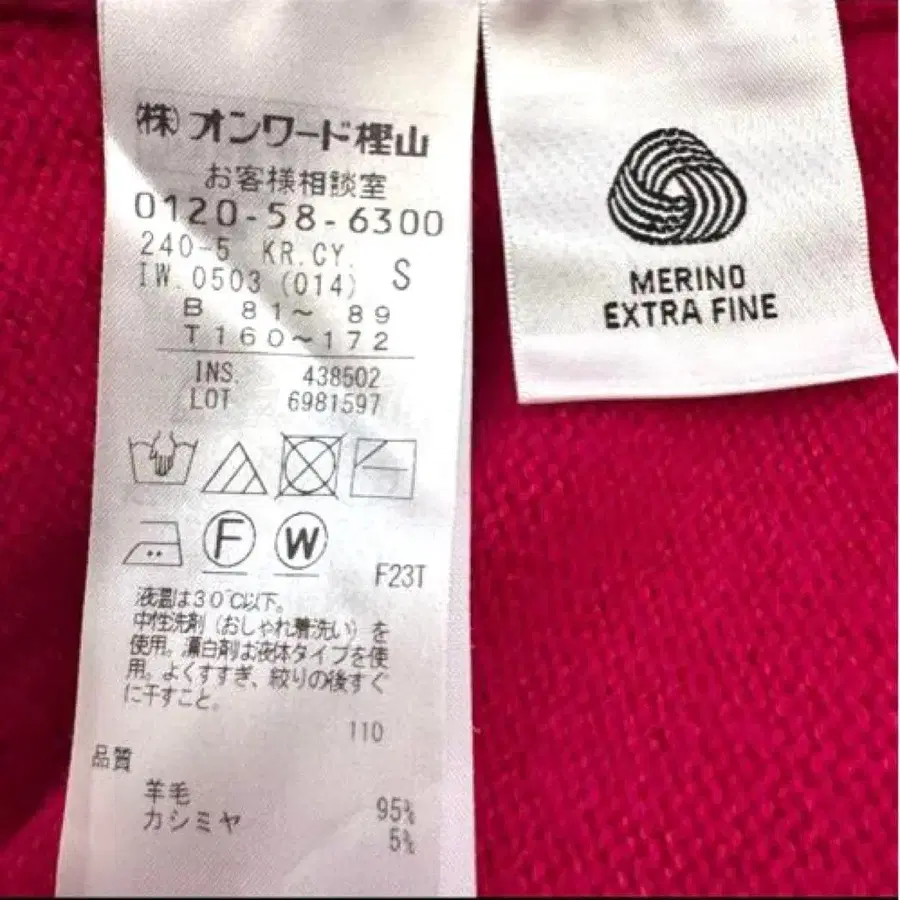 (株)オンワード樫山
お客様相談室
0120-58-6300
240-5 KR.CY.
IW.0503 (014) S
B 81～ 89
T160～172
INS. 438502
LOT 6981597
F
W
F23T
液温は30℃以下。
中性洗剤(おしゃれ着洗い)を
使用。漂白剤は液体タイプを使
用。よくすすぎ、絞りの後すぐ
に干すこと。
110
品質
羊毛 95%
カシミヤ 5%
MERINO
EXTRA FINE